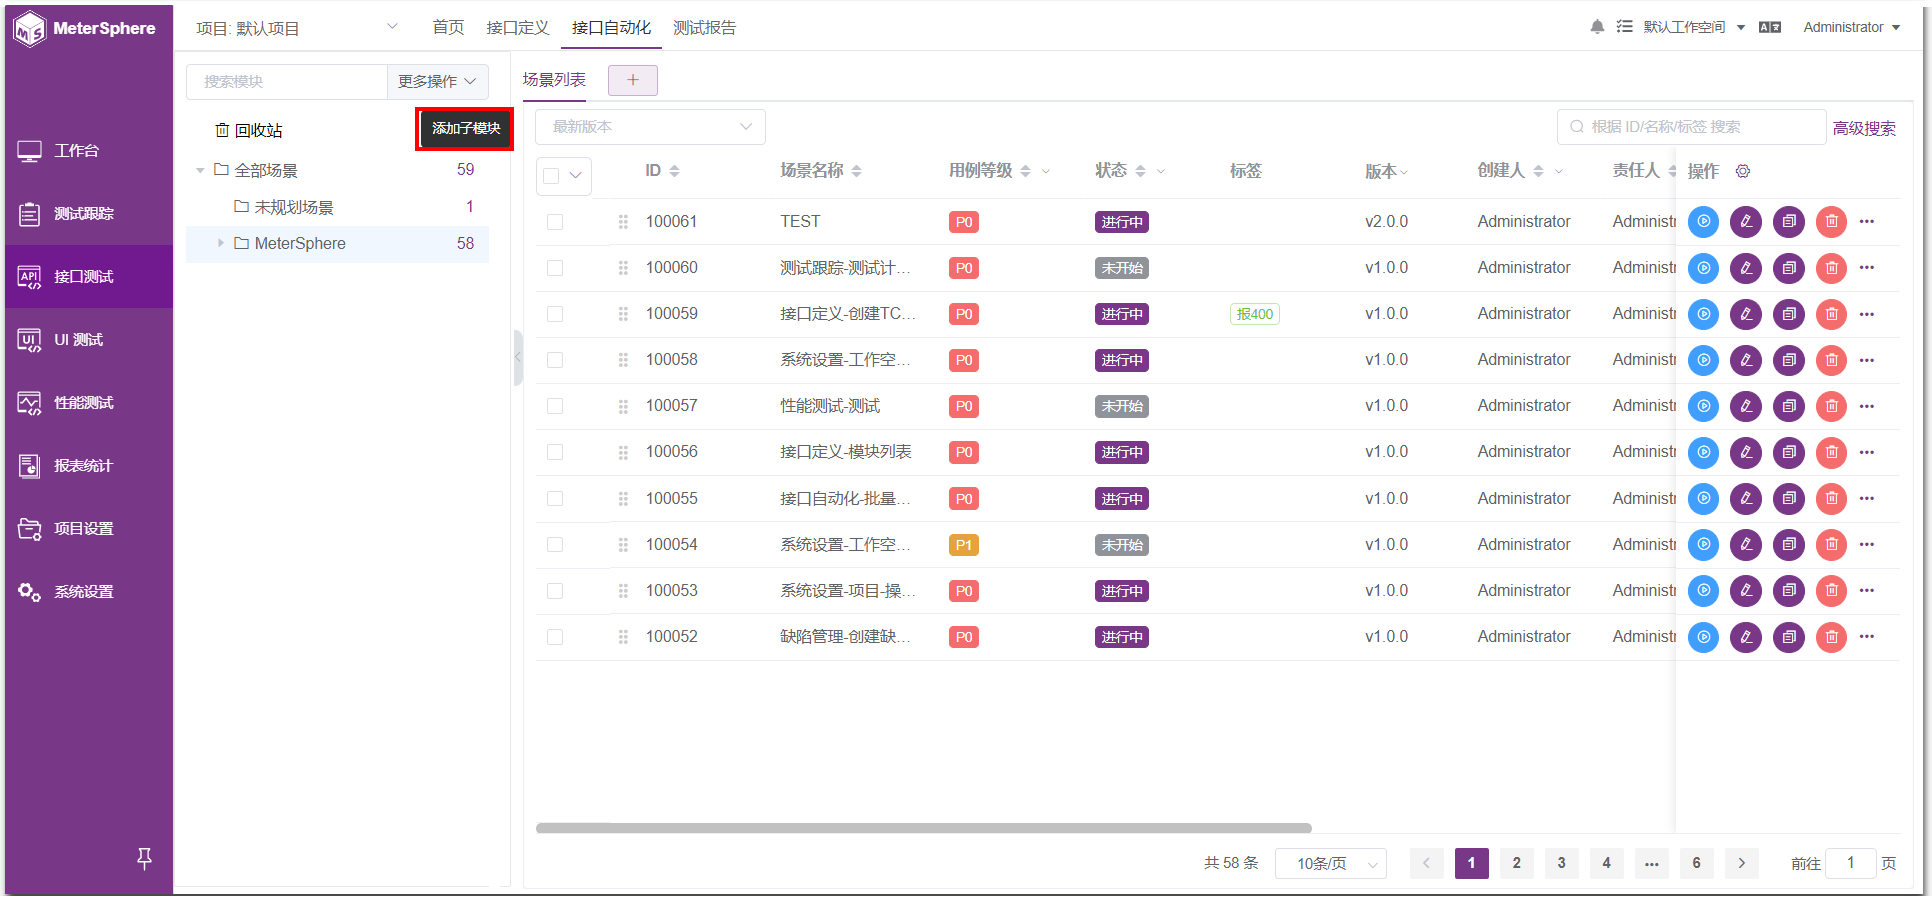 MeterSphere
项目: 默认项目
首页 接口定义 接口自动化 测试报告
默认工作空间 Administrator
工作台
测试跟踪
API 接口测试
UI UI 测试
性能测试
报表统计
项目设置
系统设置
搜索模块 更多操作
添加子模块
回收站
全部场景 59
未规划场景 1
MeterSphere 58
场景列表 +
最新版本 根据 ID/名称/标签 搜索 高级搜索
ID 场景名称 用例等级 状态 标签 版本 创建人 责任人 操作
100061 TEST P0 进行中 v2.0.0 Administrator Administr
100060 测试跟踪-测试计... P0 未开始 v1.0.0 Administrator Administr
100059 接口定义-创建TC... P0 进行中 报400 v1.0.0 Administrator Administr
100058 系统设置-工作空... P0 进行中 v1.0.0 Administrator Administr
100057 性能测试-测试 P0 未开始 v1.0.0 Administrator Administr
100056 接口定义-模块列表 P0 进行中 v1.0.0 Administrator Administr
100055 接口自动化-批量... P0 进行中 v1.0.0 Administrator Administr
100054 系统设置-工作空... P1 未开始 v1.0.0 Administrator Administr
100053 系统设置-项目-操... P0 进行中 v1.0.0 Administrator Administr
100052 缺陷管理-创建缺... P0 进行中 v1.0.0 Administrator Administr
共 58 条 10条/页 < 1 2 3 4 ... 6 > 前往 1 页